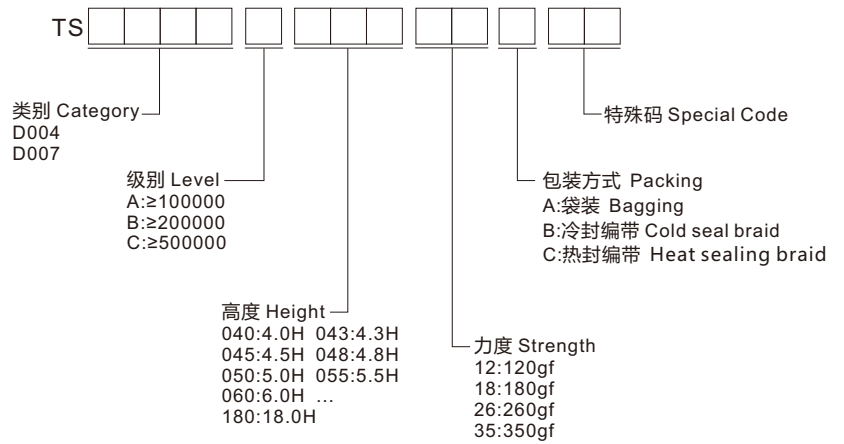 TS
类别 Category
D004
D007
级别 Level
A:≥100000
B:≥200000
C:≥500000
高度 Height
040:4.0H 043:4.3H
045:4.5H 048:4.8H
050:5.0H 055:5.5H
060:6.0H ...
180:18.0H
力度 Strength
12:120gf
18:180gf
26:260gf
35:350gf
包装方式 Packing
A:袋装 Bagging
B:冷封编带 Cold seal braid
C:热封编带 Heat sealing braid
特殊码 Special Code